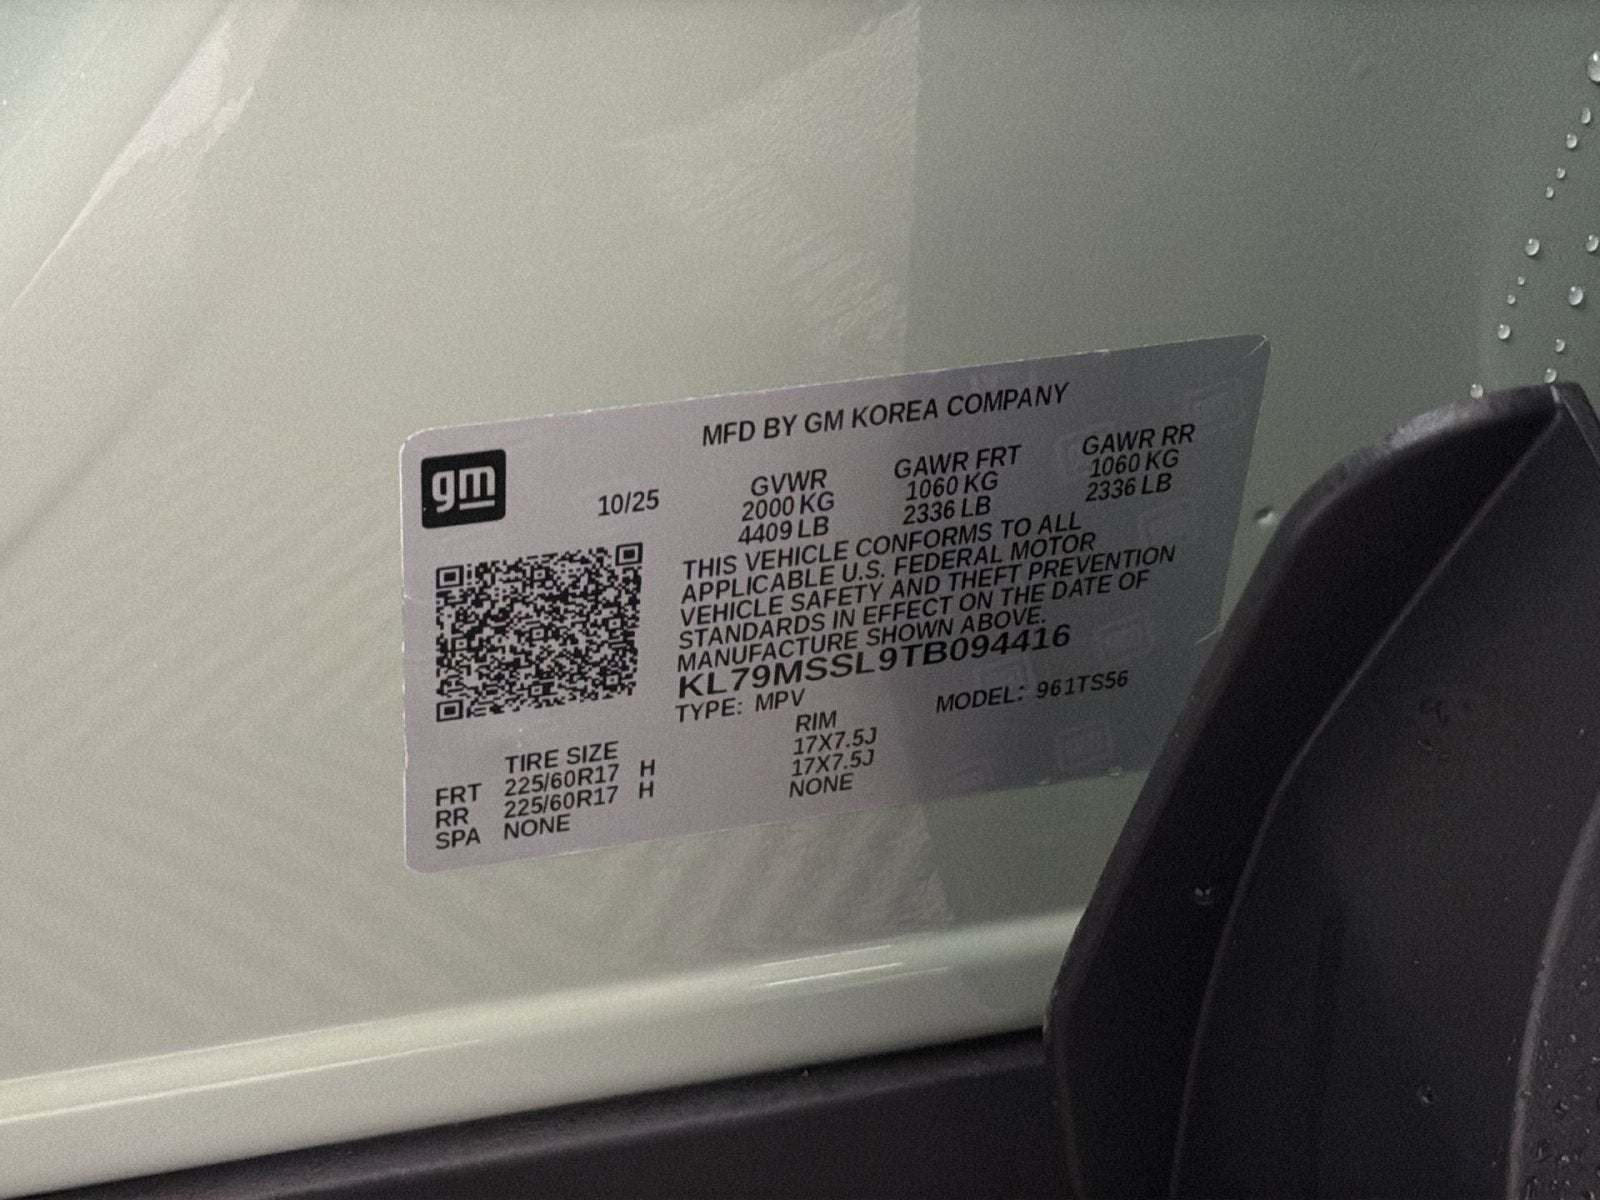 MFD BY GM KOREA COMPANY
gm
10/25
GVWR
2000 KG
4409 LB
GAWR FRT
1060 KG
2336 LB
GAWR RR
1060 KG
2336 LB
THIS VEHICLE CONFORMS TO ALL
APPLICABLE U.S. FEDERAL MOTOR
VEHICLE SAFETY AND THEFT PREVENTION
STANDARDS IN EFFECT ON THE DATE OF
MANUFACTURE SHOWN ABOVE.
KL79MSSL9TB094416
TYPE: MPV MODEL: 961TS56
TIRE SIZE RIM
FRT 225/60R17 H 17X7.5J
RR 225/60R17 H 17X7.5J
SPA NONE NONE